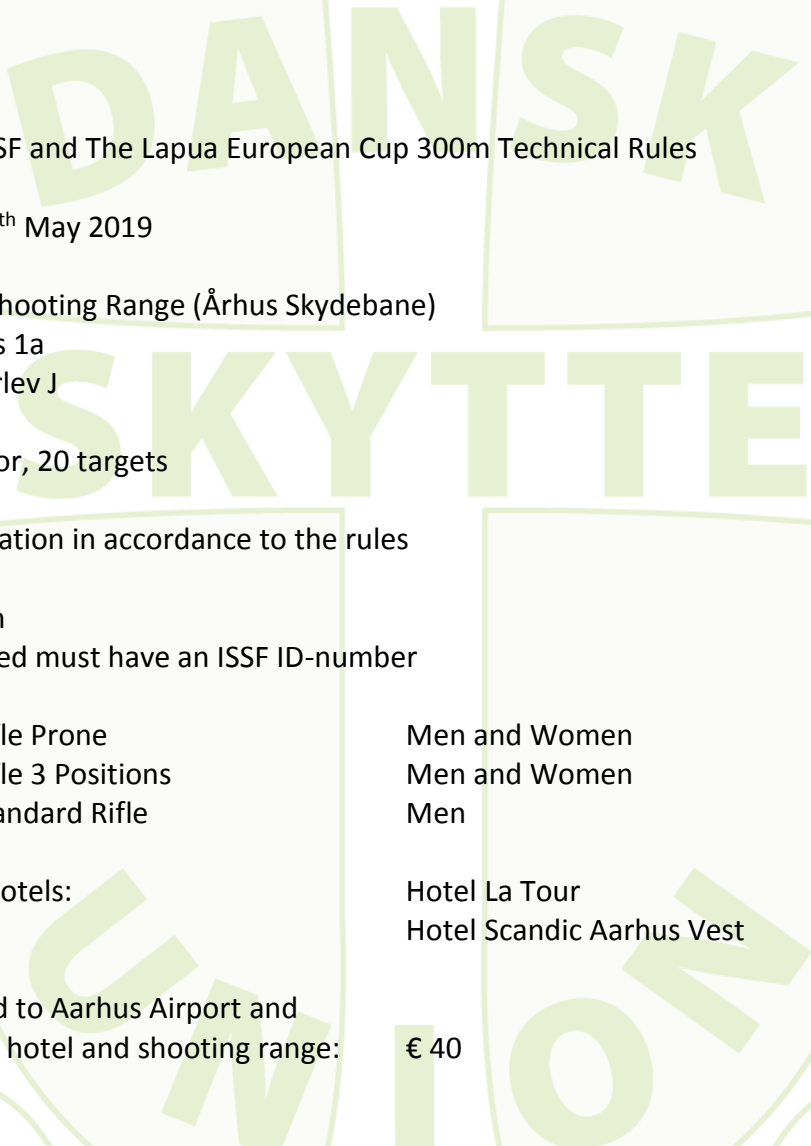 DANSK
SF and The Lapua European Cup 300m Technical Rules
th May 2019
hooting Range (Århus Skydebane)
s 1a
rlev J
SKYTTE
or, 20 targets
ation in accordance to the rules
n
ed must have an ISSF ID-number
le Prone Men and Women
le 3 Positions Men and Women
andard Rifle Men
otels: Hotel La Tour
Hotel Scandic Aarhus Vest
d to Aarhus Airport and
hotel and shooting range: € 40
UNION